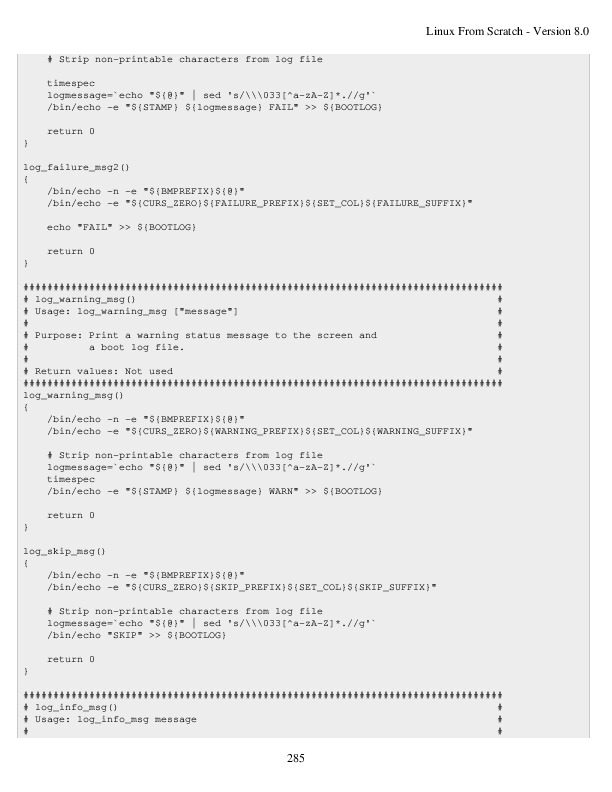 Linux From Scratch - Version 8.0
    # Strip non-printable characters from log file

    timespec
    logmessage=`echo "${@}" | sed 's/\\\033[^a-zA-Z]*.//g'`
    /bin/echo -e "${STAMP} ${logmessage} FAIL" >> ${BOOTLOG}

    return 0
}

log_failure_msg2()
{
    /bin/echo -n -e "${BMPREFIX}${@}"
    /bin/echo -e "${CURS_ZERO}${FAILURE_PREFIX}${SET_COL}${FAILURE_SUFFIX}"

    echo "FAIL" >> ${BOOTLOG}

    return 0
}

################################################################################
# log_warning_msg()                                                            #
# Usage: log_warning_msg ["message"]                                           #
#                                                                              #
# Purpose: Print a warning status message to the screen and                    #
#          a boot log file.                                                    #
#                                                                              #
# Return values: Not used                                                      #
################################################################################
log_warning_msg()
{
    /bin/echo -n -e "${BMPREFIX}${@}"
    /bin/echo -e "${CURS_ZERO}${WARNING_PREFIX}${SET_COL}${WARNING_SUFFIX}"

    # Strip non-printable characters from log file
    logmessage=`echo "${@}" | sed 's/\\\033[^a-zA-Z]*.//g'`
    timespec
    /bin/echo -e "${STAMP} ${logmessage} WARN" >> ${BOOTLOG}

    return 0
}

log_skip_msg()
{
    /bin/echo -n -e "${BMPREFIX}${@}"
    /bin/echo -e "${CURS_ZERO}${SKIP_PREFIX}${SET_COL}${SKIP_SUFFIX}"

    # Strip non-printable characters from log file
    logmessage=`echo "${@}" | sed 's/\\\033[^a-zA-Z]*.//g'`
    /bin/echo "SKIP" >> ${BOOTLOG}

    return 0
}

################################################################################
# log_info_msg()                                                               #
# Usage: log_info_msg message                                                  #
#                                                                              #
285